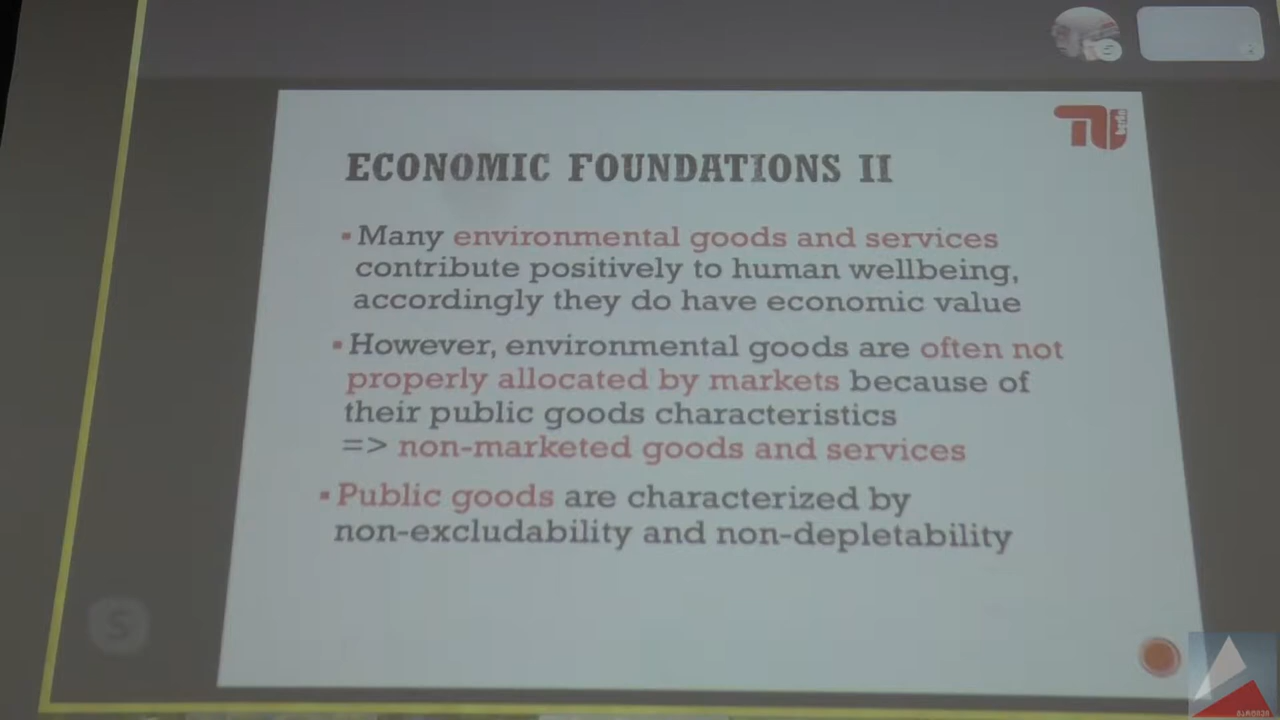 berlin
ECONOMIC FOUNDATIONS II
▪ Many environmental goods and services
contribute positively to human wellbeing,
accordingly they do have economic value
▪ However, environmental goods are often not
properly allocated by markets because of
their public goods characteristics
=> non-marketed goods and services
▪ Public goods are characterized by
non-excludability and non-depletability
S